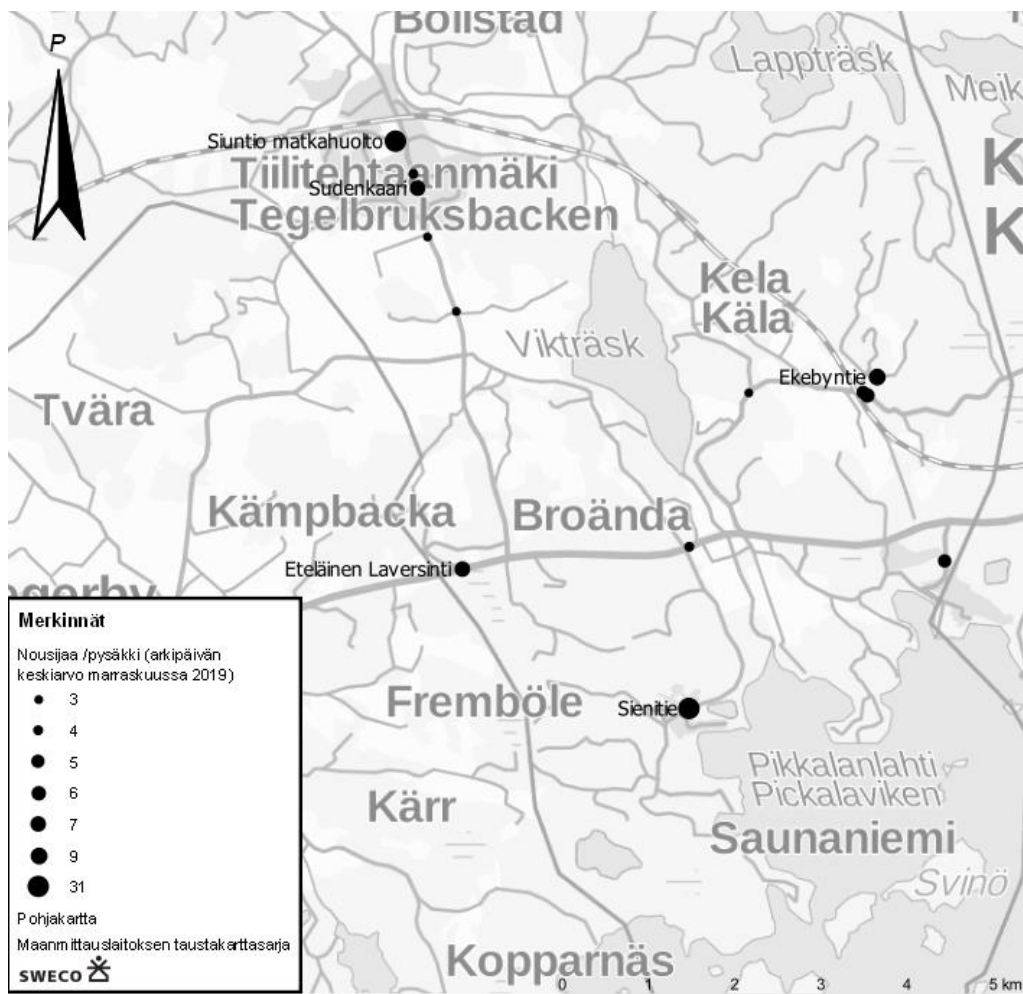 Bollstad
P
Lappträsk
Meik
Siuntio matkahuolto
Tiilitehtaanmäki
Sudenkaari
Tegelbruksbacken
K
K
Kela
Käla
Vikträsk
Ekebyntie
Tvära
Kämpbacka
Broända
Eteläinen Laversinti
gerby
Merkinnät
Nousijaa /pysäkki (arkipäivän
keskiarvo marraskuussa 2019)
3
4
5
6
7
9
31
Pohjakartta
Maanmittauslaitoksen taustakarttasarja
SWECO
Fremböle
Sienitie
Pikkalanlahti
Pickalaviken
Kärr
Saunaniemi
Svinö
Kopparnäs
0 1 2 3 4 5 km